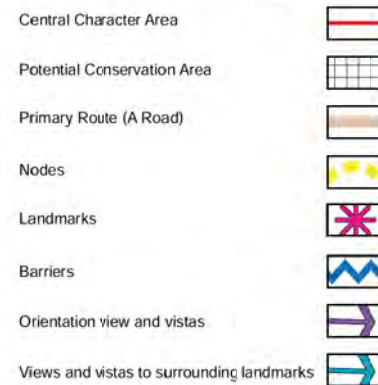 Central Character Area
Potential Conservation Area
Primary Route (A Road)
Nodes
Landmarks
Barriers
Orientation view and vistas
Views and vistas to surrounding landmarks